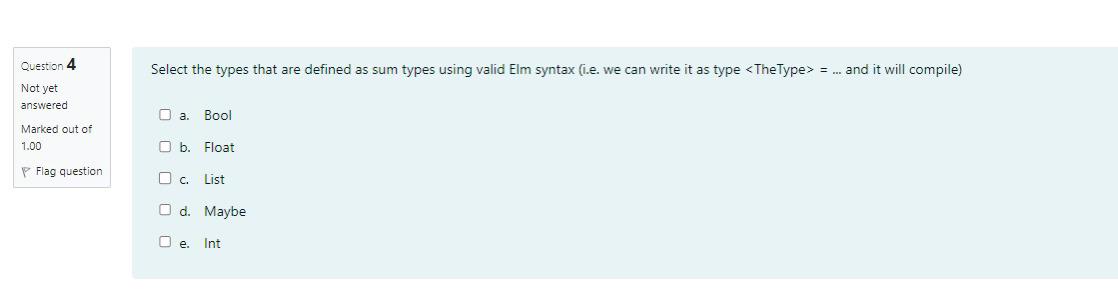 Question 4
Not yet
answered
Marked out of
1.00
Flag question
Select the types that are defined as sum types using valid Elm syntax (i.e. we can write it as type <TheType> = ... and it will compile)
a. Bool
b. Float
c. List
d. Maybe
e. Int